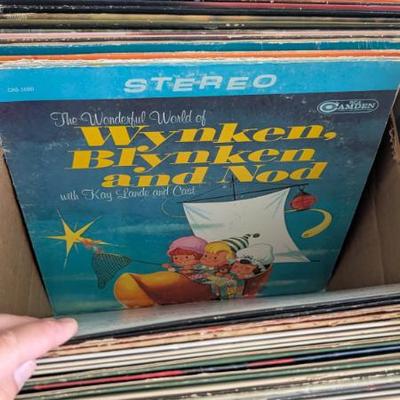 STEREO
CAMDEN
The Wonderful World of
Wynken,
Blynken
and Nod
with Kay Lande and Cast